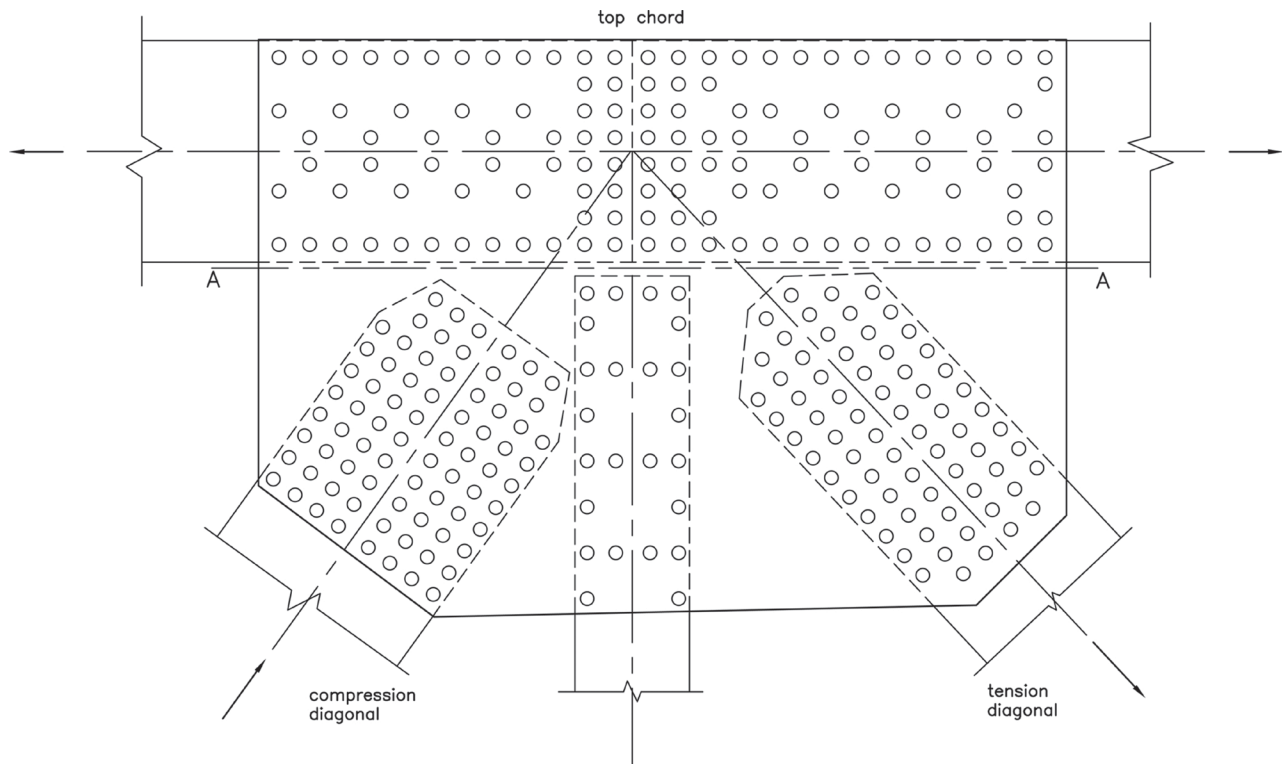 top chord
A
A
compression
diagonal
tension
diagonal